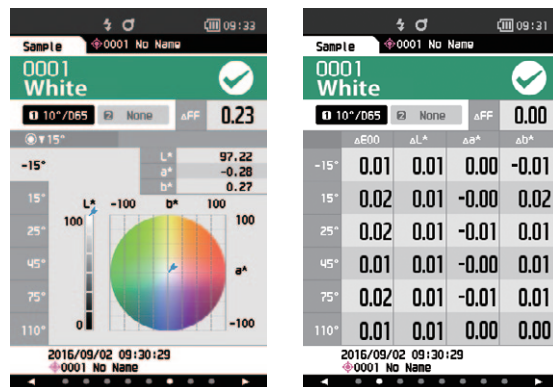 09:33
Sample 0001 No Name
0001
White
1 10°/D65 2 None ΔFF 0.23
▼15°
-15° L* 97.22
a* -0.28
b* 0.27
15°
25°
45°
75°
110°
L* -100 b* 100
100 100
a*
0 -100
2016/09/02 09:30:29
0001 No Name
09:31
Sample 0001 No Name
0001
White
1 10°/D65 2 None ΔFF 0.00
ΔE00 ΔL* Δa* Δb*
-15° 0.01 0.01 0.00 -0.01
15° 0.02 0.01 -0.00 0.02
25° 0.02 0.01 -0.01 0.01
45° 0.01 0.01 -0.00 0.01
75° 0.02 0.01 -0.01 0.01
110° 0.01 0.01 0.00 0.00
2016/09/02 09:30:29
0001 No Name